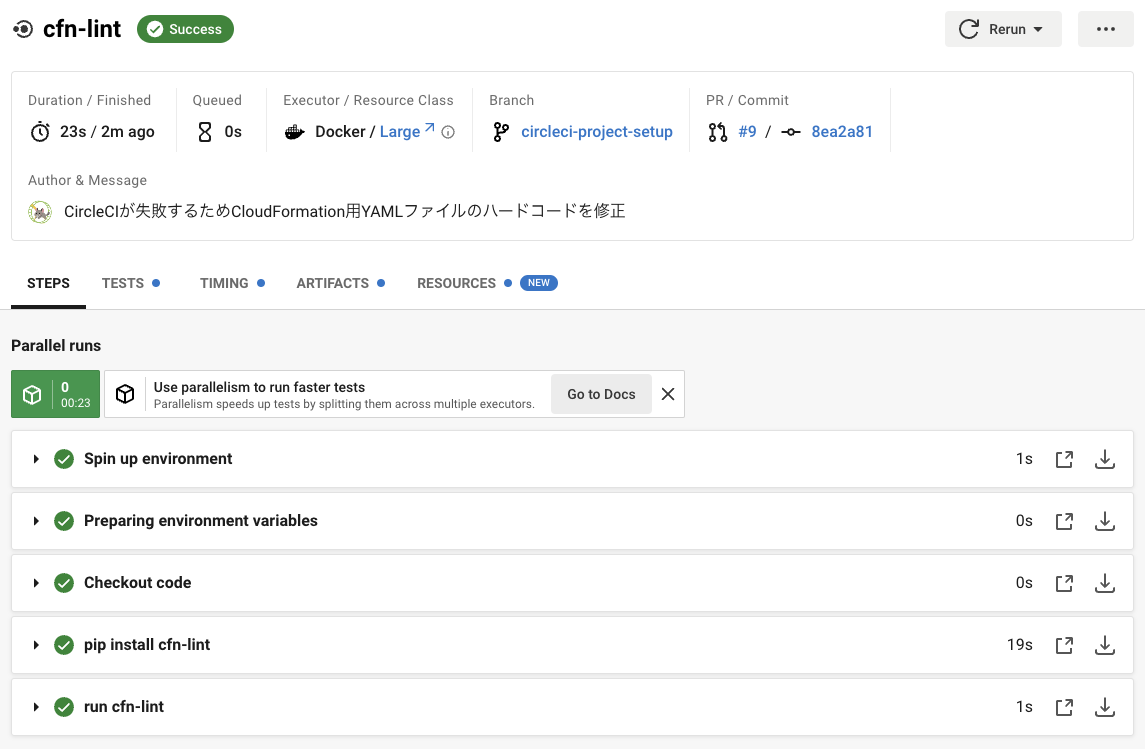 cfn-lint Success Rerun
Duration / Finished Queued Executor / Resource Class Branch PR / Commit
23s / 2m ago 0s Docker / Large circleci-project-setup #9 / 8ea2a81
Author & Message
CircleCIが失敗するためCloudFormation用YAMLファイルのハードコードを修正
STEPS TESTS TIMING ARTIFACTS RESOURCES NEW
Parallel runs
0
00:23
Use parallelism to run faster tests
Parallelism speeds up tests by splitting them across multiple executors.
Go to Docs
Spin up environment 1s
Preparing environment variables 0s
Checkout code 0s
pip install cfn-lint 19s
run cfn-lint 1s